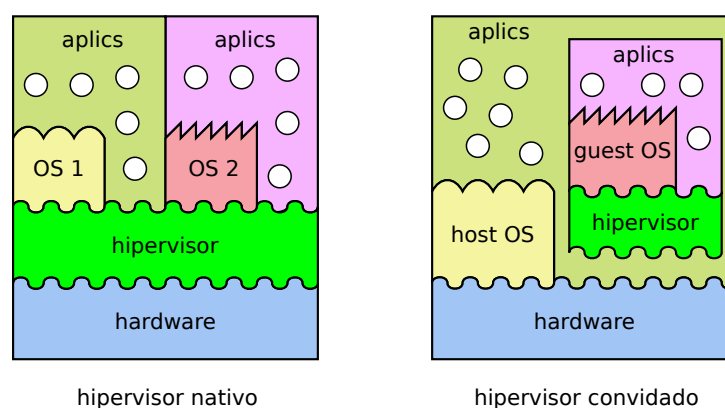 aplics
aplics
OS 1
OS 2
hipervisor
hardware
hipervisor nativo
aplics
aplics
guest OS
host OS
hipervisor
hardware
hipervisor convidado